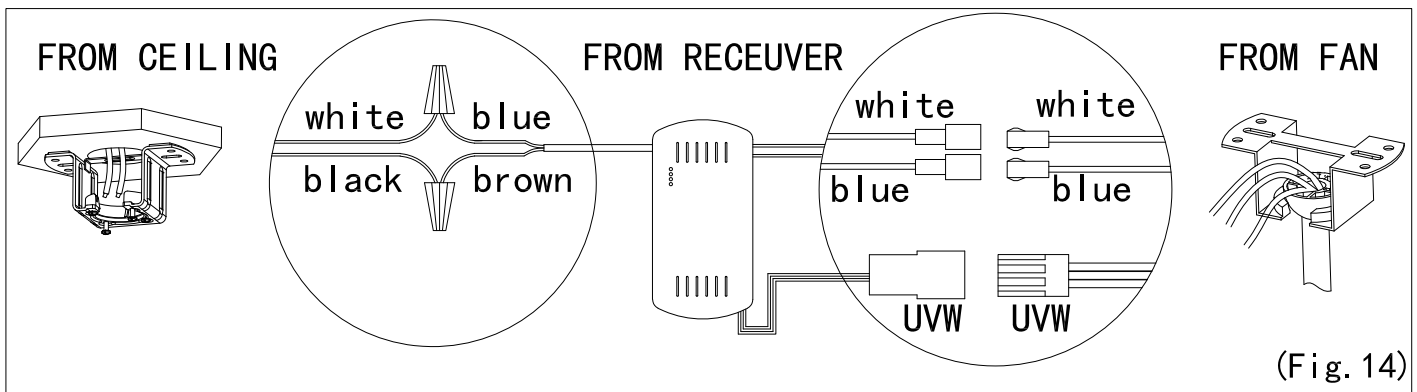 FROM CEILING
FROM RECEUVER
FROM FAN
white blue
black brown
white white
blue blue
UVW UVW
(Fig. 14)